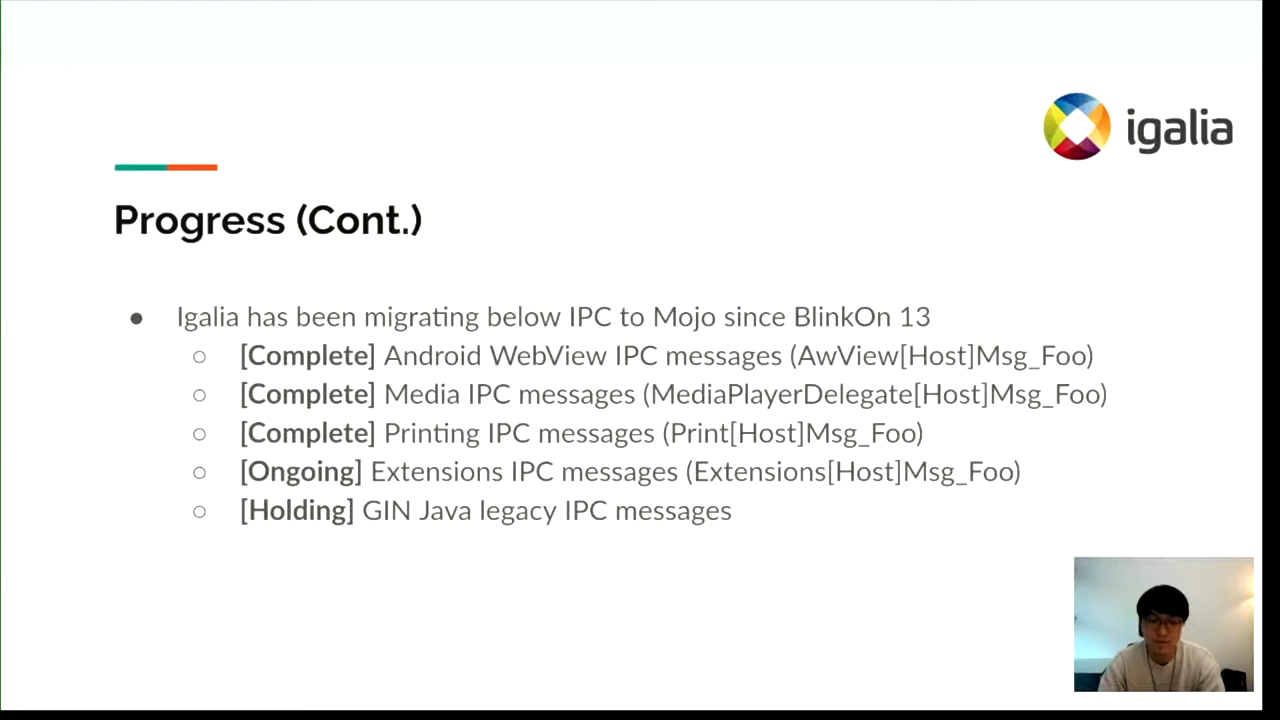 igalia
Progress (Cont.)
● Igalia has been migrating below IPC to Mojo since BlinkOn 13
○ [Complete] Android WebView IPC messages (AwView[Host]Msg_Foo)
○ [Complete] Media IPC messages (MediaPlayerDelegate[Host]Msg_Foo)
○ [Complete] Printing IPC messages (Print[Host]Msg_Foo)
○ [Ongoing] Extensions IPC messages (Extensions[Host]Msg_Foo)
○ [Holding] GIN Java legacy IPC messages